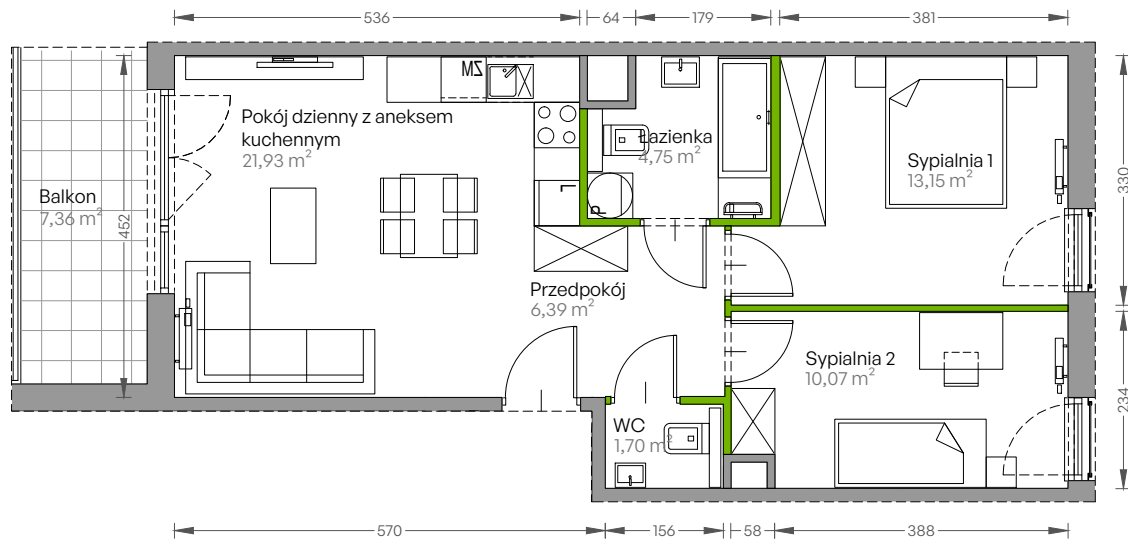 536
64
179
381
MZ
Pokój dzienny z aneksem
kuchennym
21,93 m²
Łazienka
4,75 m²
Sypialnia 1
13,15 m²
330
Balkon
7,36 m²
452
L
P
Przedpokój
6,39 m²
Sypialnia 2
10,07 m²
234
WC
1,70 m²
570
156
58
388